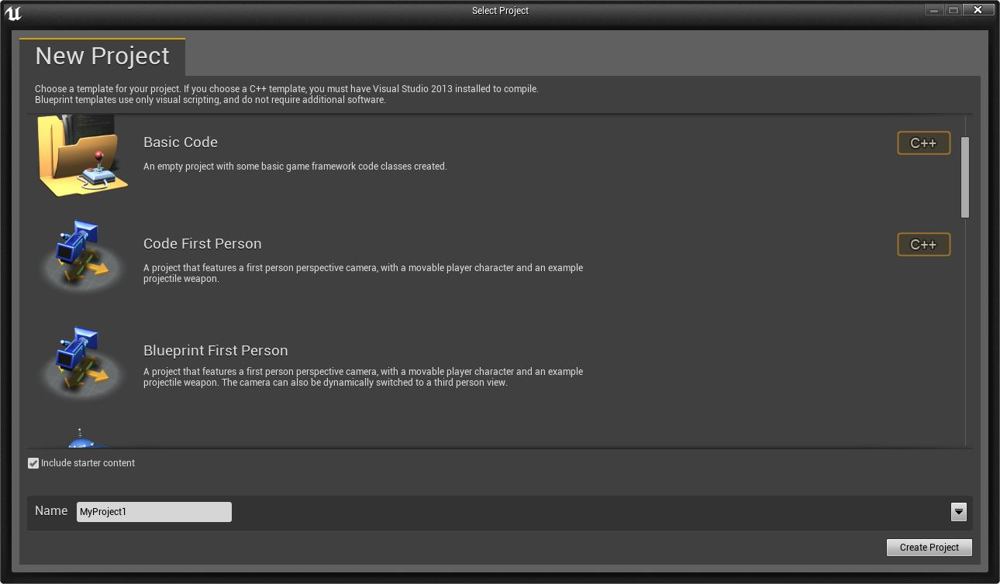 Select Project
New Project
Choose a template for your project. If you choose a C++ template, you must have Visual Studio 2013 installed to compile.
Blueprint templates use only visual scripting, and do not require additional software.
Basic Code
C++
An empty project with some basic game framework code classes created.
Code First Person
C++
A project that features a first person perspective camera, with a movable player character and an example
projectile weapon.
Blueprint First Person
A project that features a first person perspective camera, with a movable player character and an example
projectile weapon. The camera can also be dynamically switched to a third person view.
Include starter content
Name MyProject1
Create Project